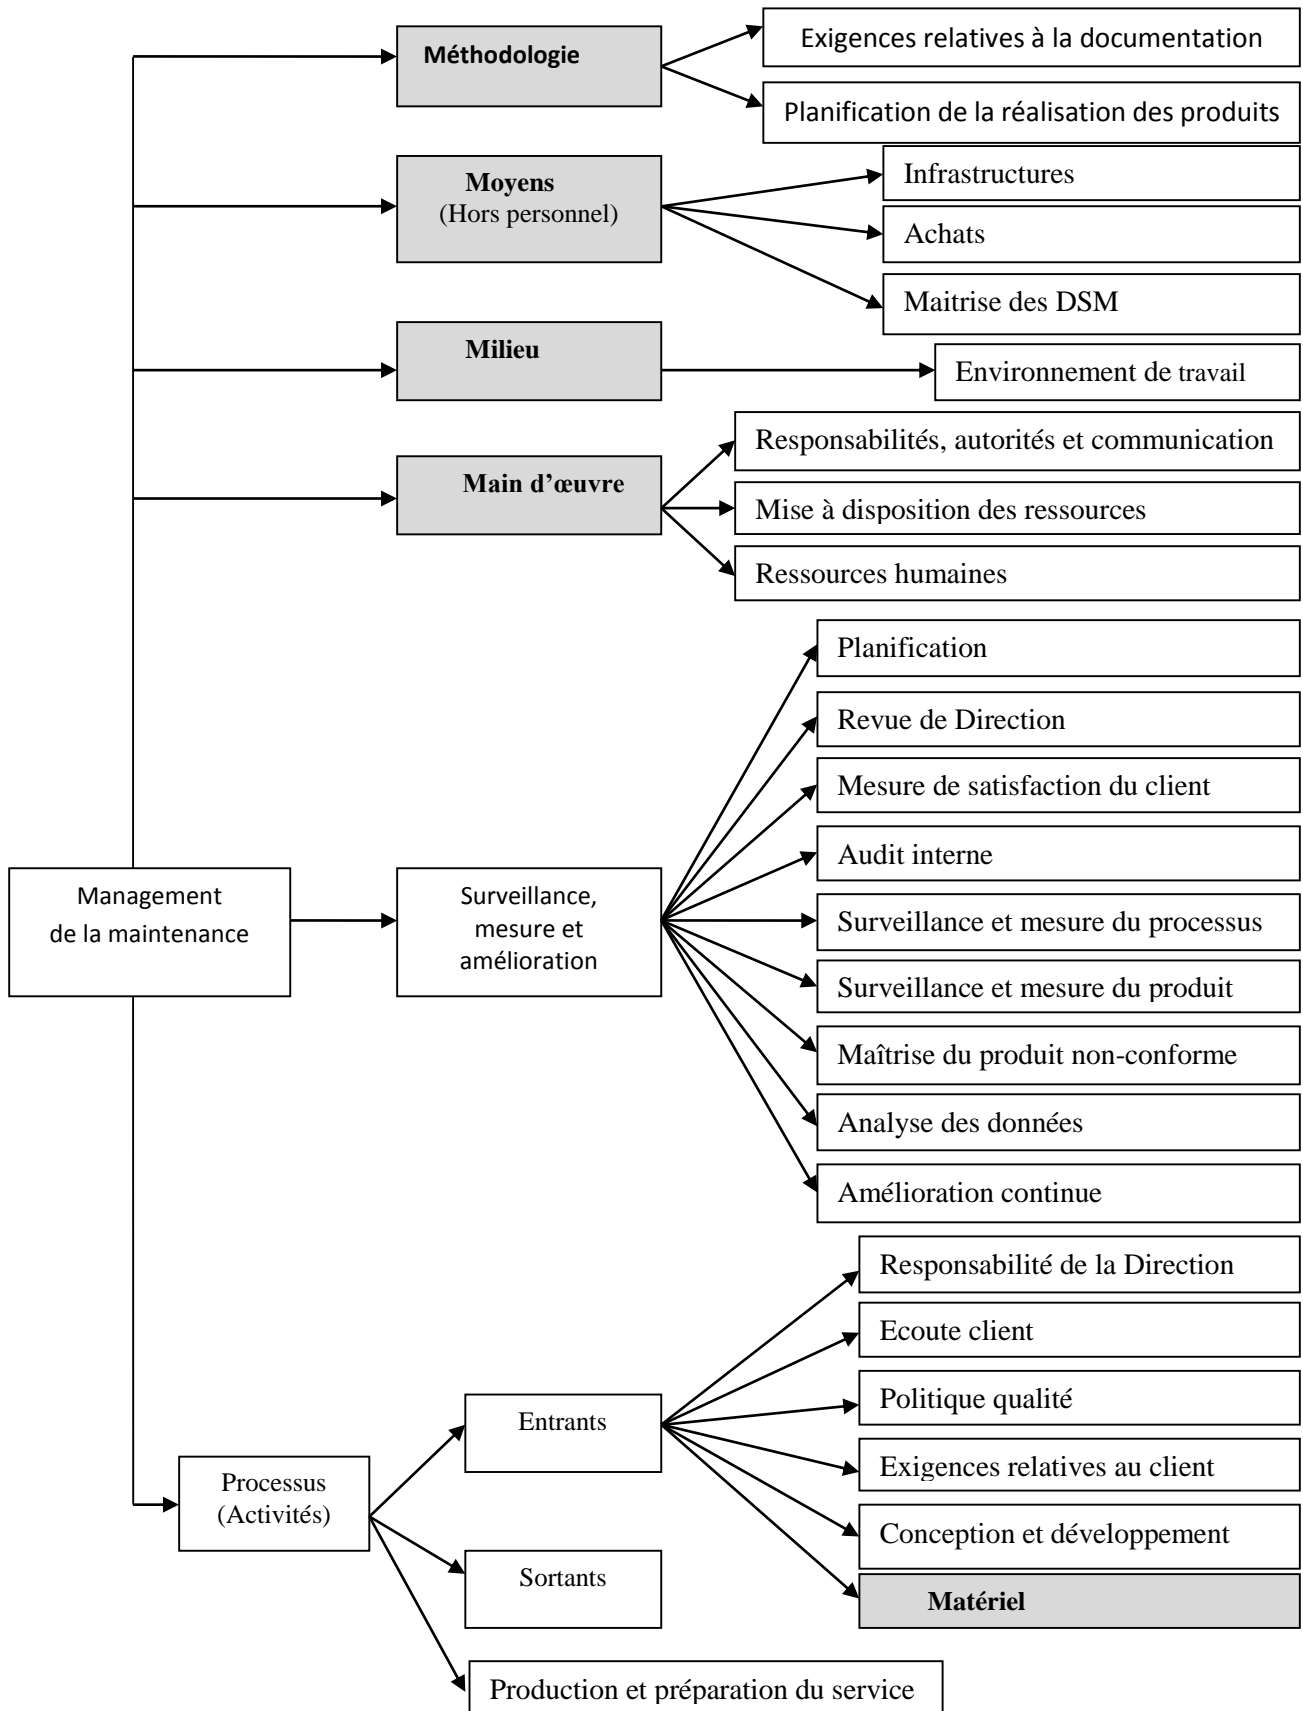 Méthodologie
Exigences relatives à la documentation
Planification de la réalisation des produits
Moyens
(Hors personnel)
Infrastructures
Achats
Maitrise des DSM
Milieu
Environnement de travail
Main d’œuvre
Responsabilités, autorités et communication
Mise à disposition des ressources
Ressources humaines
Management
de la maintenance
Surveillance,
mesure et
amélioration
Planification
Revue de Direction
Mesure de satisfaction du client
Audit interne
Surveillance et mesure du processus
Surveillance et mesure du produit
Maîtrise du produit non-conforme
Analyse des données
Amélioration continue
Processus
(Activités)
Entrants
Responsabilité de la Direction
Ecoute client
Politique qualité
Exigences relatives au client
Conception et développement
Matériel
Sortants
Production et préparation du service